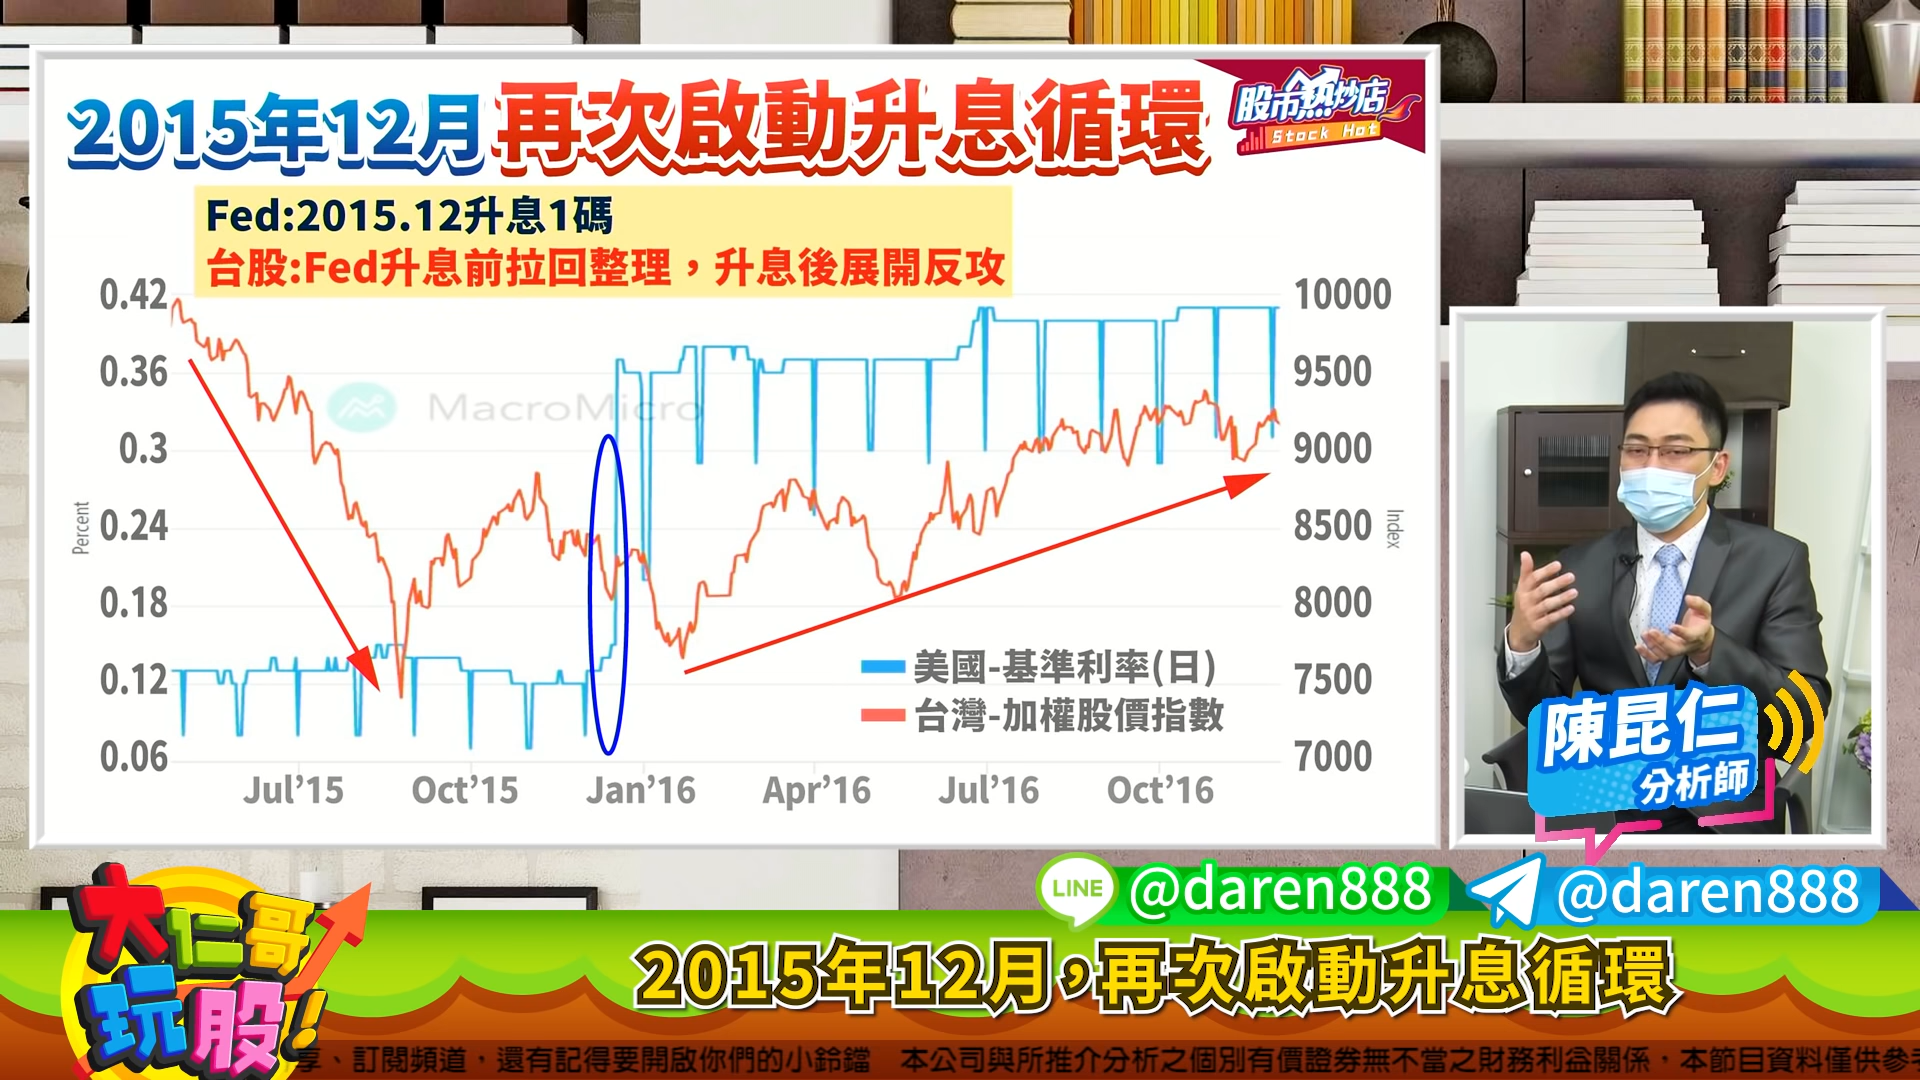 2015年12月再次啟動升息循環
股市熱炒店
Stock Hot
Fed:2015.12升息1碼
台股:Fed升息前拉回整理，升息後展開反攻
0.42
0.36
0.3
0.24
0.18
0.12
0.06
Percent
10000
9500
9000
8500
8000
7500
7000
Index
MacroMicro
美國-基準利率(日)
台灣-加權股價指數
Jul’15
Oct’15
Jan’16
Apr’16
Jul’16
Oct’16
陳昆仁
分析師
LINE @daren888
@daren888
大仁哥
玩股!
2015年12月，再次啟動升息循環
享、訂閱頻道，還有記得要開啟你們的小鈴鐺 本公司與所推介分析之個別有價證券無不當之財務利益關係，本節目資料僅供參